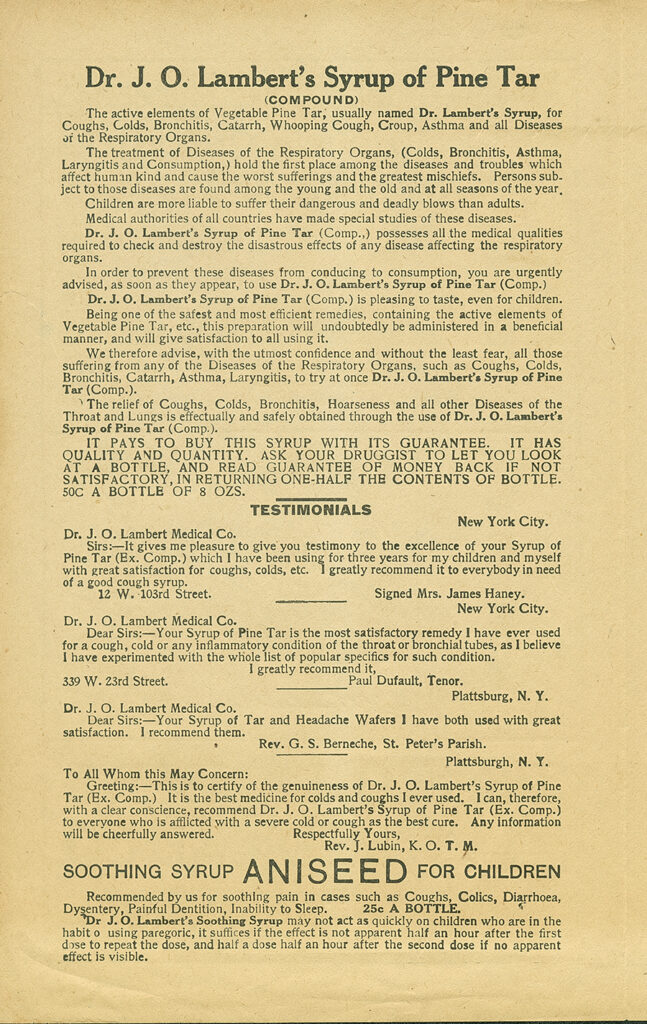 Dr. J. O. Lambert's Syrup of Pine Tar
(COMPOUND)
The active elements of Vegetable Pine Tar, usually named Dr. Lambert's Syrup, for
Coughs, Colds, Bronchitis, Catarrh, Whooping Cough, Croup, Asthma and all Diseases
of the Respiratory Organs.
The treatment of Diseases of the Respiratory Organs, (Colds, Bronchitis, Asthma,
Laryngitis and Consumption,) hold the first place among the diseases and troubles which
affect human kind and cause the worst sufferings and the greatest mischiefs. Persons sub-
ject to those diseases are found among the young and the old and at all seasons of the year.
Children are more liable to suffer their dangerous and deadly blows than adults.
Medical authorities of all countries have made special studies of these diseases.
Dr. J. O. Lambert's Syrup of Pine Tar (Comp.,) possesses all the medical qualities
required to check and destroy the disastrous effects of any disease affecting the respiratory
organs.
In order to prevent these diseases from conducing to consumption, you are urgently
advised, as soon as they appear, to use Dr. J. O. Lambert's Syrup of Pine Tar (Comp.)
Dr. J. O. Lambert's Syrup of Pine Tar (Comp.) is pleasing to taste, even for children.
Being one of the safest and most efficient remedies, containing the active elements of
Vegetable Pine Tar, etc., this preparation will undoubtedly be administered in a beneficial
manner, and will give satisfaction to all using it.
We therefore advise, with the utmost confidence and without the least fear, all those
suffering from any of the Diseases of the Respiratory Organs, such as Coughs, Colds,
Bronchitis, Catarrh, Asthma, Laryngitis, to try at once Dr. J. O. Lambert's Syrup of Pine
Tar (Comp.).
The relief of Coughs, Colds, Bronchitis, Hoarseness and all other Diseases of the
Throat and Lungs is effectually and safely obtained through the use of Dr. J. O. Lambert's
Syrup of Pine Tar (Comp.).
IT PAYS TO BUY THIS SYRUP WITH ITS GUARANTEE. IT HAS
QUALITY AND QUANTITY. ASK YOUR DRUGGIST TO LET YOU LOOK
AT A BOTTLE, AND READ GUARANTEE OF MONEY BACK IF NOT
SATISFACTORY, IN RETURNING ONE-HALF THE CONTENTS OF BOTTLE.
50C A BOTTLE OF 8 OZS.
TESTIMONIALS
New York City.
Dr. J. O. Lambert Medical Co.
Sirs:—It gives me pleasure to give you testimony to the excellence of your Syrup of
Pine Tar (Ex. Comp.) which I have been using for three years for my children and myself
with great satisfaction for coughs, colds, etc. I greatly recommend it to everybody in need
of a good cough syrup.
12 W. 103rd Street. Signed Mrs. James Haney.
New York City.
Dr. J. O. Lambert Medical Co.
Dear Sirs:—Your Syrup of Pine Tar is the most satisfactory remedy I have ever used
for a cough, cold or any inflammatory condition of the throat or bronchial tubes, as I believe
I have experimented with the whole list of popular specifics for such condition.
I greatly recommend it,
339 W. 23rd Street. Paul Dufault, Tenor.
Plattsburg, N. Y.
Dr. J. O. Lambert Medical Co.
Dear Sirs:—Your Syrup of Tar and Headache Wafers I have both used with great
satisfaction. I recommend them.
Rev. G. S. Berneche, St. Peter's Parish.
Plattsburgh, N. Y.
To All Whom this May Concern:
Greeting:—This is to certify of the genuineness of Dr. J. O. Lambert's Syrup of Pine
Tar (Ex. Comp.) It is the best medicine for colds and coughs I ever used. I can, therefore,
with a clear conscience, recommend Dr. J. O. Lambert's Syrup of Pine Tar (Ex. Comp.)
to everyone who is afflicted with a severe cold or cough as the best cure. Any information
will be cheerfully answered. Respectfully Yours,
Rev. J. Lubin, K. O. T. M.
SOOTHING SYRUP ANISEED FOR CHILDREN
Recommended by us for soothing pain in cases such as Coughs, Colics, Diarrhoea,
Dysentery, Painful Dentition, Inability to Sleep. 25c A BOTTLE.
Dr J. O. Lambert's Soothing Syrup may not act as quickly on children who are in the
habit o using paregoric, it suffices if the effect is not apparent half an hour after the first
dose to repeat the dose, and half a dose half an hour after the second dose if no apparent
effect is visible.